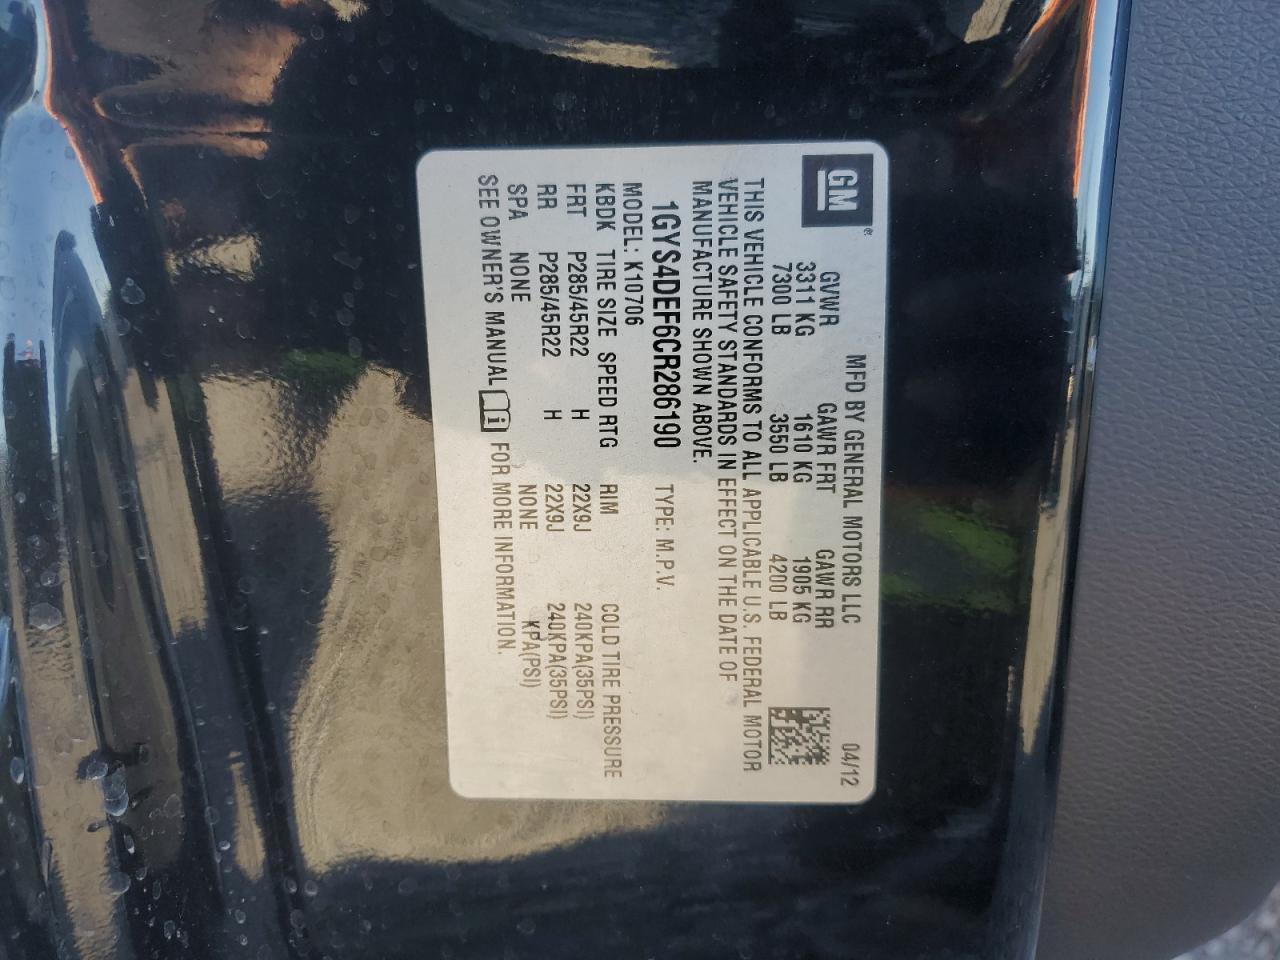 GM
MFD BY GENERAL MOTORS LLC 04/12
GVWR GAWR FRT GAWR RR
3311 KG 1610 KG 1905 KG
7300 LB 3550 LB 4200 LB
THIS VEHICLE CONFORMS TO ALL APPLICABLE U.S. FEDERAL MOTOR
VEHICLE SAFETY STANDARDS IN EFFECT ON THE DATE OF
MANUFACTURE SHOWN ABOVE.
1GYS4DEF6CR286190 TYPE: M.P.V.
MODEL: K10706
KBDK TIRE SIZE SPEED RTG RIM COLD TIRE PRESSURE
FRT P285/45R22 H 22X9J 240KPA(35PSI)
RR P285/45R22 H 22X9J 240KPA(35PSI)
SPA NONE NONE KPA(PSI)
SEE OWNER'S MANUAL i FOR MORE INFORMATION.